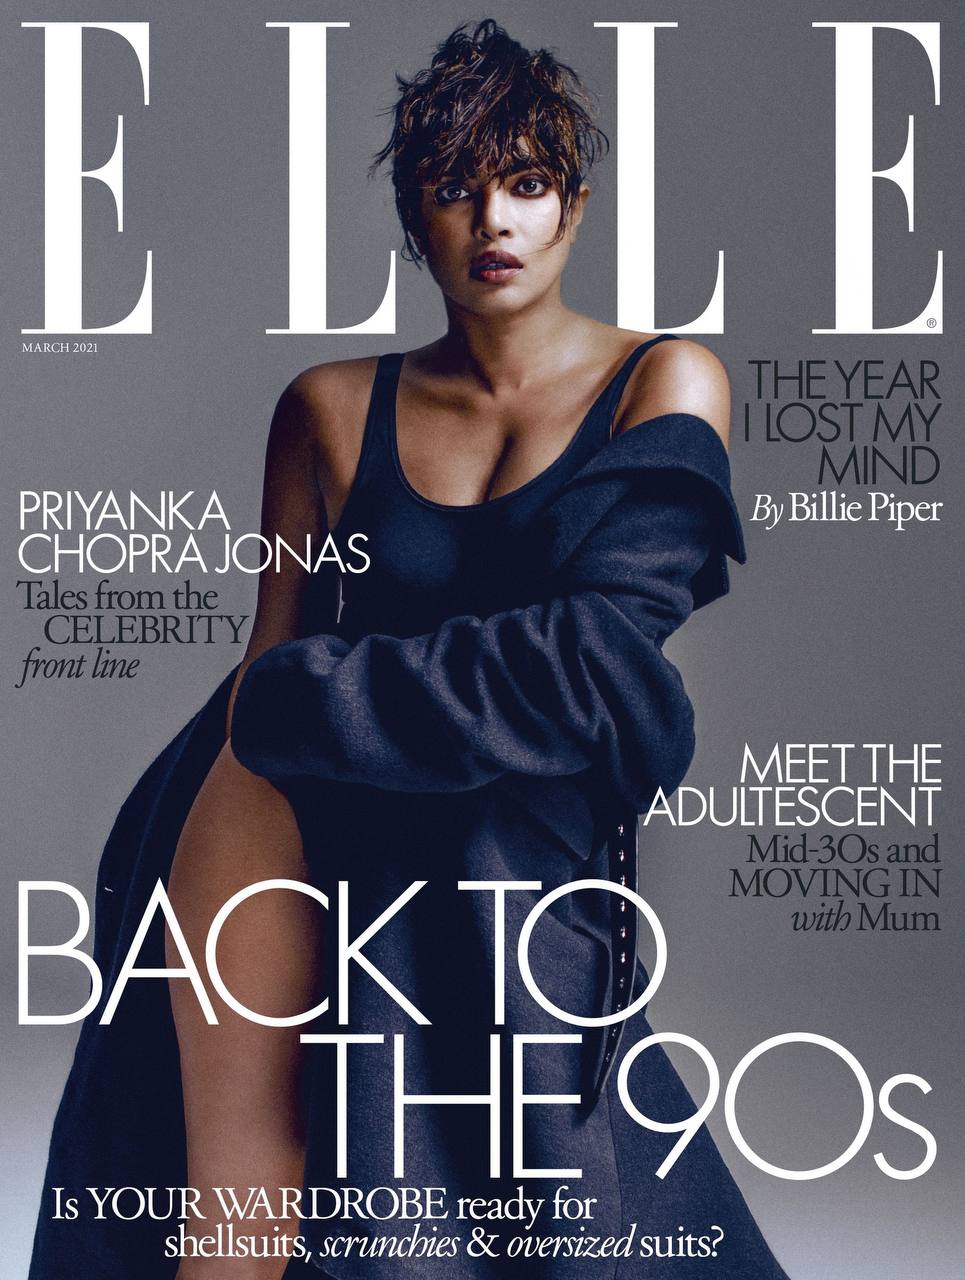 ELLE
®
MARCH 2021
THE YEAR
I LOST MY
MIND
By Billie Piper
PRIYANKA
CHOPRA JONAS
Tales from the
CELEBRITY
front line
MEET THE
ADULTESCENT
Mid-30s and
MOVING IN
with Mum
BACK TO
THE 90s
Is YOUR WARDROBE ready for
shellsuits, scrunchies & oversized suits?